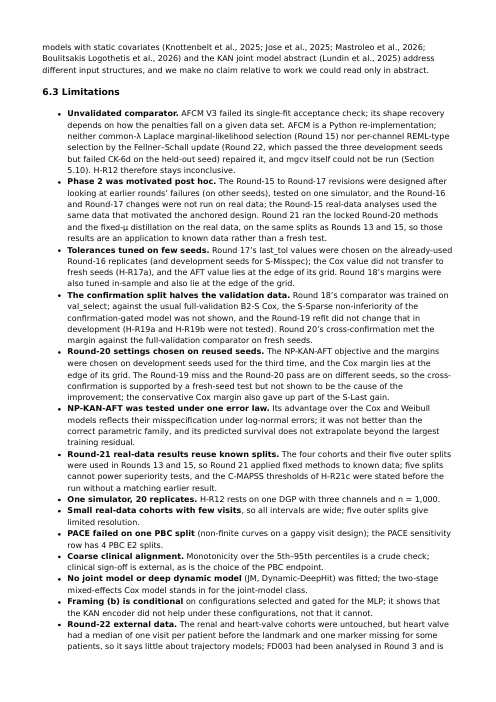 models with static covariates (Knottenbelt et al., 2025; Jose et al., 2025; Mastroleo et al., 2026;
Boulitsakis Logothetis et al., 2026) and the KAN joint model abstract (Lundin et al., 2025) address
different input structures, and we make no claim relative to work we could read only in abstract.
6.3 Limitations
• Unvalidated comparator. AFCM V3 failed its single-fit acceptance check; its shape recovery
depends on how the penalties fall on a given data set. AFCM is a Python re-implementation;
neither common-λ Laplace marginal-likelihood selection (Round 15) nor per-channel REML-type
selection by the Fellner–Schall update (Round 22, which passed the three development seeds
but failed CK-6d on the held-out seed) repaired it, and mgcv itself could not be run (Section
5.10). H-R12 therefore stays inconclusive.
• Phase 2 was motivated post hoc. The Round-15 to Round-17 revisions were designed after
looking at earlier rounds’ failures (on other seeds), tested on one simulator, and the Round-16
and Round-17 changes were not run on real data; the Round-15 real-data analyses used the
same data that motivated the anchored design. Round 21 ran the locked Round-20 methods
and the fixed-μ distillation on the real data, on the same splits as Rounds 13 and 15, so those
results are an application to known data rather than a fresh test.
• Tolerances tuned on few seeds. Round 17’s last_tol values were chosen on the already-used
Round-16 replicates (and development seeds for S-Misspec); the Cox value did not transfer to
fresh seeds (H-R17a), and the AFT value lies at the edge of its grid. Round 18’s margins were
also tuned in-sample and also lie at the edge of the grid.
• The confirmation split halves the validation data. Round 18’s comparator was trained on
val_select; against the usual full-validation B2-S Cox, the S-Sparse non-inferiority of the
confirmation-gated model was not shown, and the Round-19 refit did not change that in
development (H-R19a and H-R19b were not tested). Round 20’s cross-confirmation met the
margin against the full-validation comparator on fresh seeds.
• Round-20 settings chosen on reused seeds. The NP-KAN-AFT objective and the margins
were chosen on development seeds used for the third time, and the Cox margin lies at the
edge of its grid. The Round-19 miss and Round-20 pass are on different seeds, so the cross-
confirmation is supported by a fresh-seed test but not shown to be the cause of the
improvement; the conservative Cox margin also gave up part of the S-Last gain.
• NP-KAN-AFT was tested under one error law. Its advantage over the Cox and Weibull
models reflects their misspecification under log-normal errors; it was not better than the
correct parametric family, and its predicted survival does not extrapolate beyond the largest
training residual.
• Round-21 real-data results reuse known splits. The four cohorts and their five outer splits
were used in Rounds 13 and 15, so Round 21 applied fixed methods to known data; five splits
cannot power superiority tests, and the C-MAPSS thresholds of H-R21c were stated before the
run without a matching earlier result.
• One simulator, 20 replicates. H-R12 rests on one DGP with three channels and n = 1,000.
• Small real-data cohorts with few visits, so all intervals are wide; five outer splits give
limited resolution.
• PACE failed on one PBC split (non-finite curves on a gappy visit design); the PACE sensitivity
row has 4 PBC E2 splits.
• Coarse clinical alignment. Monotonicity over the 5th–95th percentiles is a crude check;
clinical sign-off is external, as is the choice of the PBC endpoint.
• No joint model or deep dynamic model (JM, Dynamic-DeepHit) was fitted; the two-stage
mixed-effects Cox model stands in for the joint-model class.
• Framing (b) is conditional on configurations selected and gated for the MLP; it shows that
the KAN encoder did not help under these configurations, not that it cannot.
• Round-22 external data. The renal and heart-valve cohorts were untouched, but heart valve
had a median of one visit per patient before the landmark and one marker missing for some
patients, so it says little about trajectory models; FD003 had been analysed in Round 3 and is